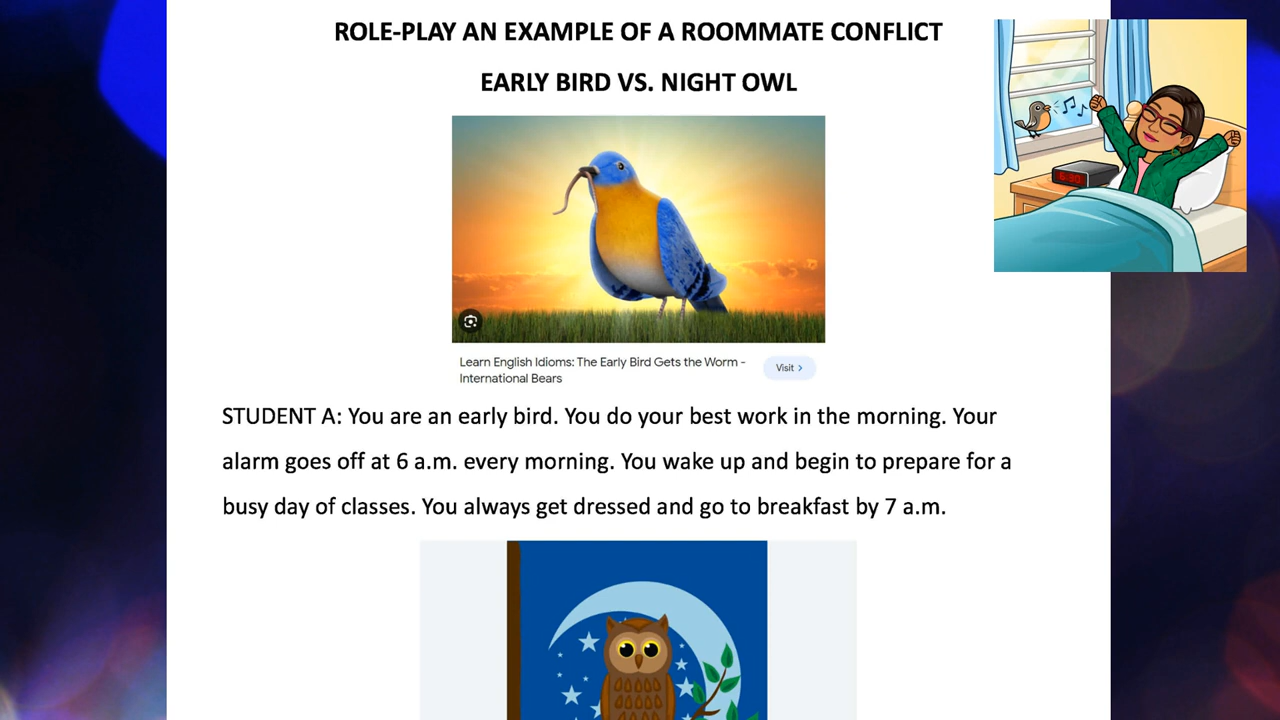 ROLE-PLAY AN EXAMPLE OF A ROOMMATE CONFLICT
EARLY BIRD VS. NIGHT OWL
6:30
Learn English Idioms: The Early Bird Gets the Worm -
International Bears
Visit >
STUDENT A: You are an early bird. You do your best work in the morning. Your
alarm goes off at 6 a.m. every morning. You wake up and begin to prepare for a
busy day of classes. You always get dressed and go to breakfast by 7 a.m.